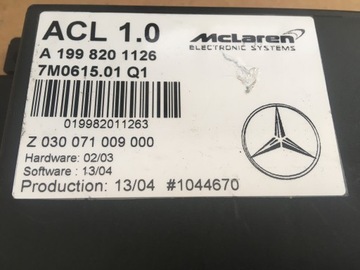 ACL 1.0
McLaren
ELECTRONIC SYSTEMS
A 199 820 1126
7M0615.01 Q1
019982011263
Z 030 071 009 000
Hardware: 02/03
Software : 13/04
Production: 13/04 #1044670